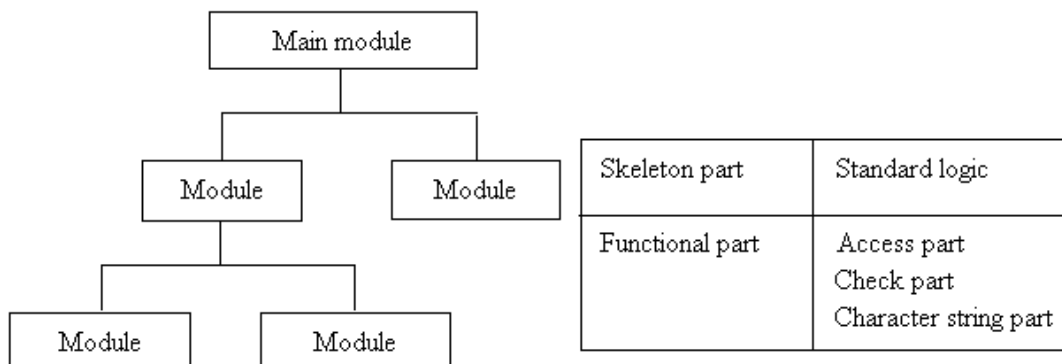 Main module
Module
Module
Module
Module
Skeleton part
Standard logic
Functional part
Access part
Check part
Character string part